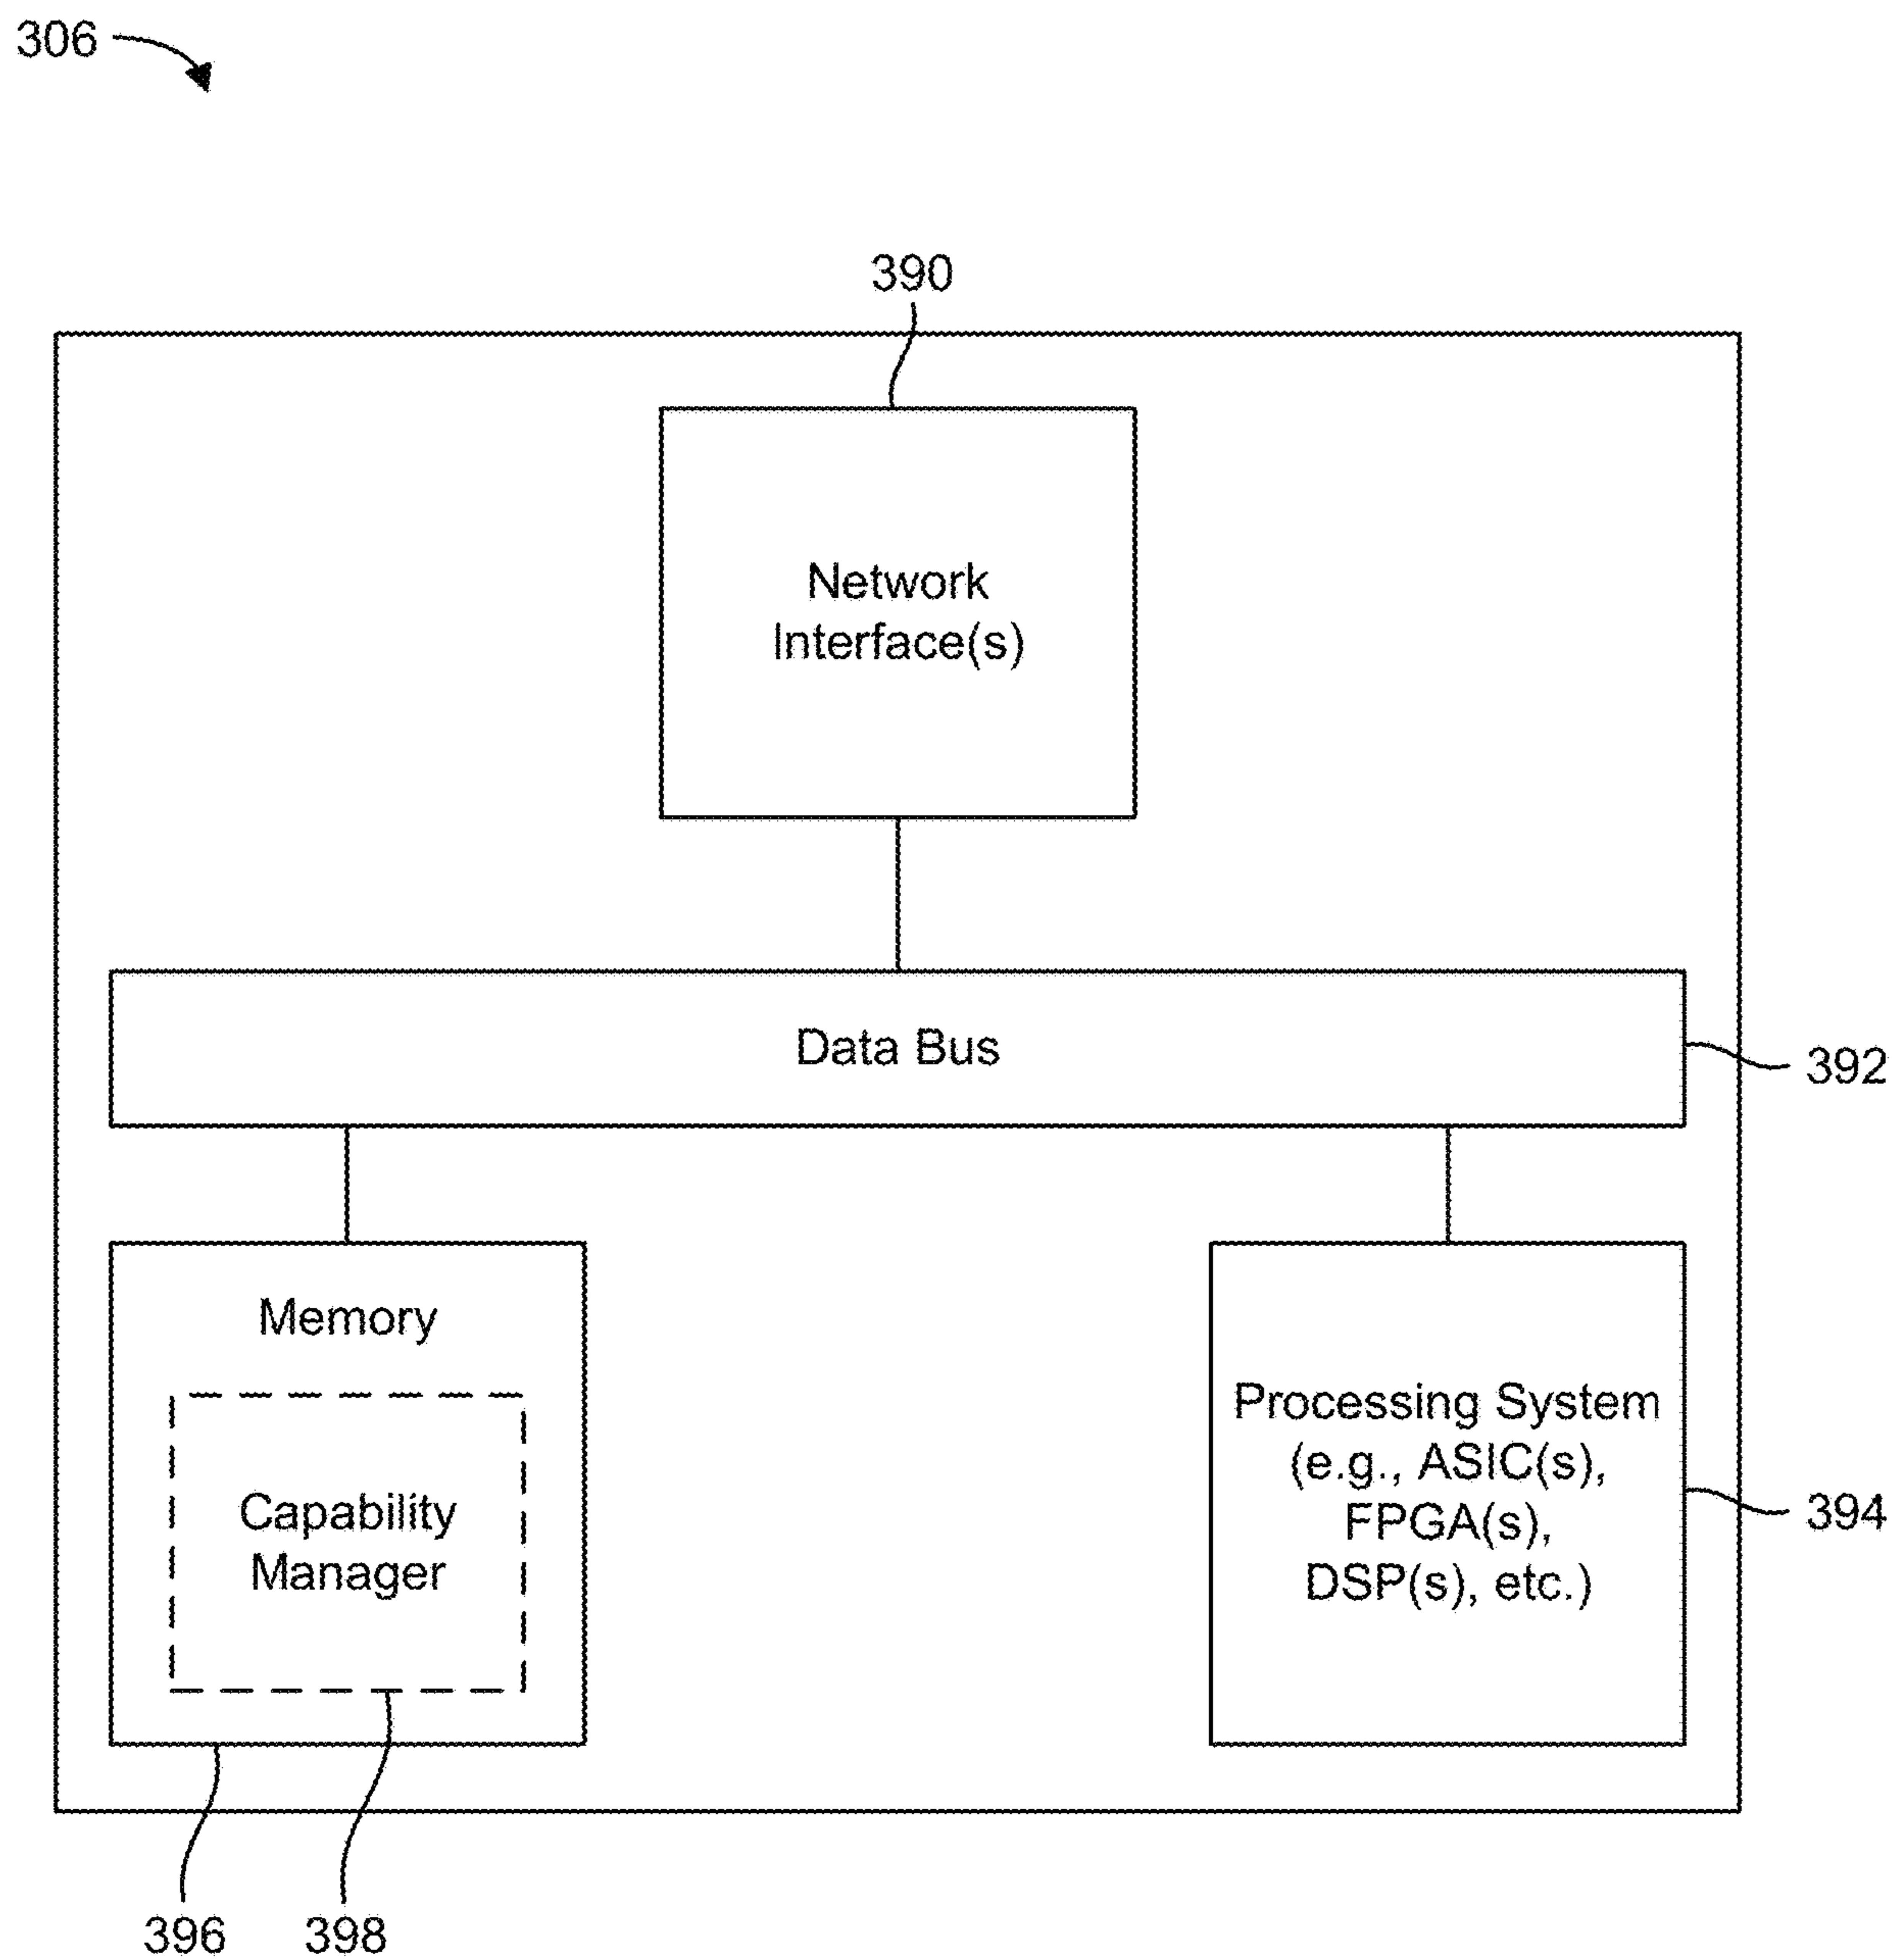 306
390
Network
Interface(s)
Data Bus
392
Memory
Capability
Manager
Processing System
(e.g., ASIC(s),
FPGA(s),
DSP(s), etc.)
394
396
398